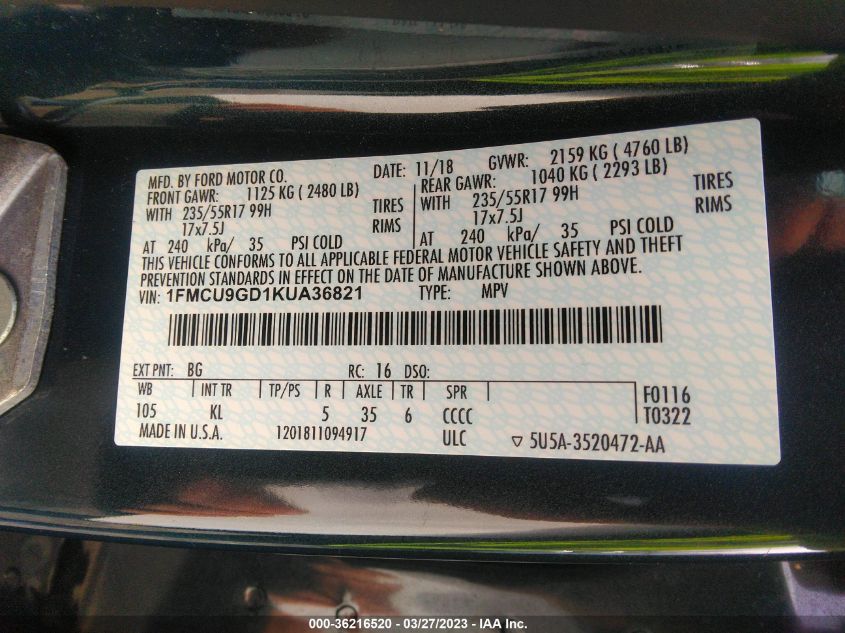 MFD. BY FORD MOTOR CO. DATE: 11/18 GVWR: 2159 KG ( 4760 LB)
FRONT GAWR: 1125 KG ( 2480 LB) REAR GAWR: 1040 KG ( 2293 LB)
WITH 235/55R17 99H TIRES WITH 235/55R17 99H TIRES
17x7.5J RIMS 17x7.5J RIMS
AT 240 kPa/ 35 PSI COLD AT 240 kPa/ 35 PSI COLD
THIS VEHICLE CONFORMS TO ALL APPLICABLE FEDERAL MOTOR VEHICLE SAFETY AND THEFT
PREVENTION STANDARDS IN EFFECT ON THE DATE OF MANUFACTURE SHOWN ABOVE.
VIN: 1FMCU9GD1KUA36821 TYPE: MPV
EXT PNT: BG RC: 16 DSO:
WB INT TR TP/PS R AXLE TR SPR F0116
105 KL 5 35 6 CCCC T0322
MADE IN U.S.A. 1201811094917 ULC ▽ 5U5A-3520472-AA
000-36216520 - 03/27/2023 - IAA Inc.